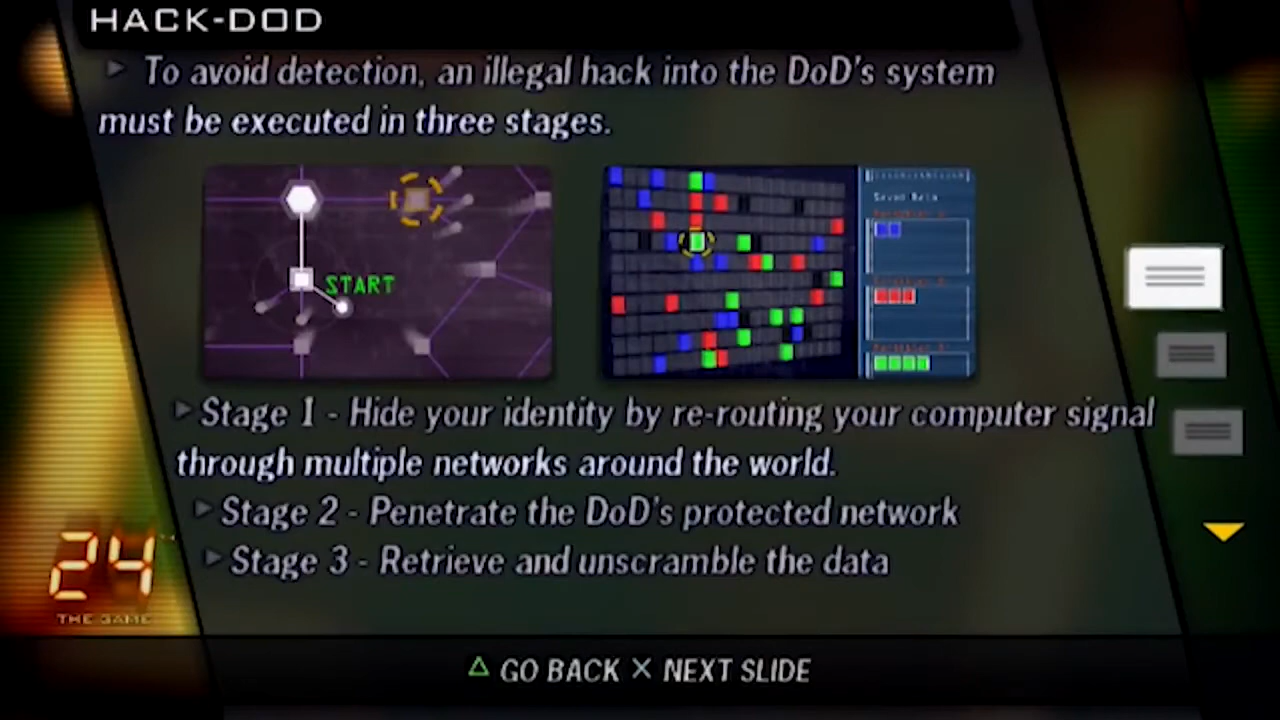 HACK-DOD
To avoid detection, an illegal hack into the DoD's system
must be executed in three stages.
START
Saved Data
Stage 1 - Hide your identity by re-routing your computer signal
through multiple networks around the world.
Stage 2 - Penetrate the DoD's protected network
Stage 3 - Retrieve and unscramble the data
24
THE GAME
GO BACK X NEXT SLIDE